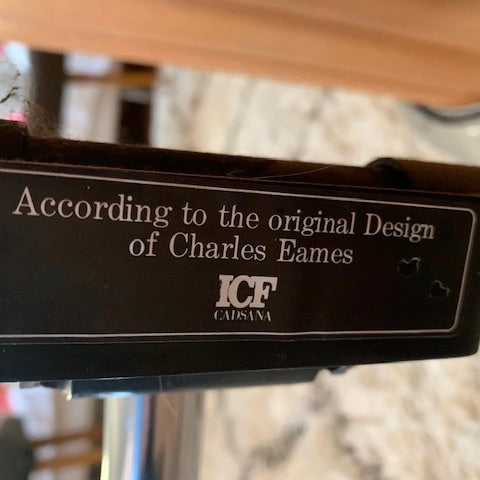 According to the original Design
of Charles Eames
ICF
CADSANA